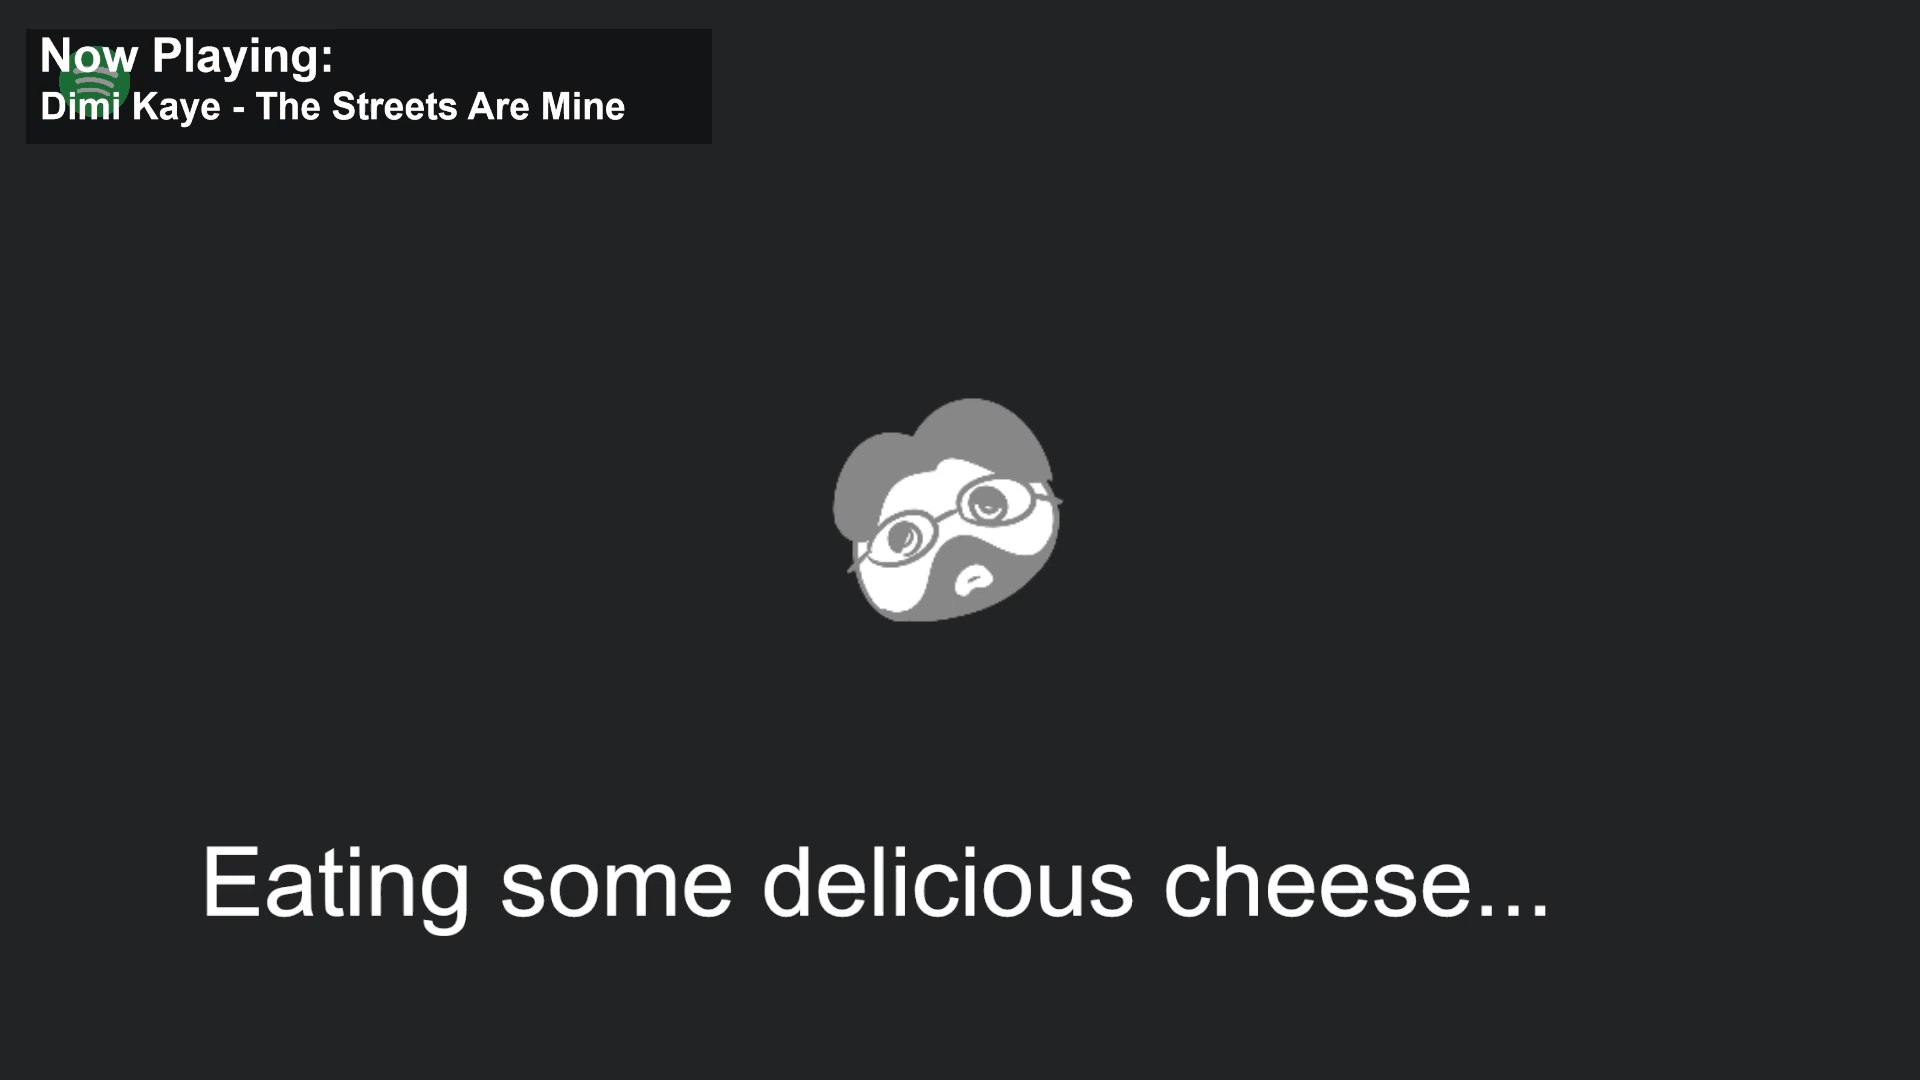 Now Playing:
Dimi Kaye - The Streets Are Mine
Eating some delicious cheese...